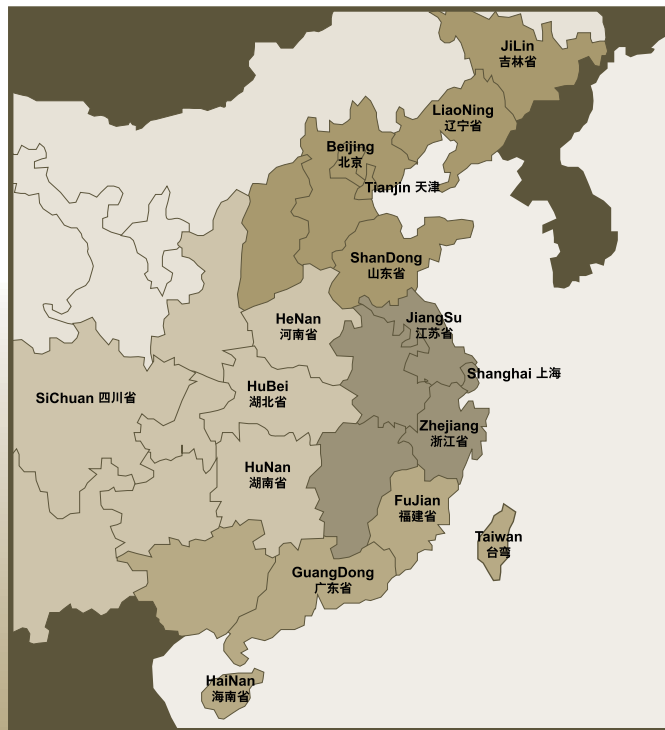 JiLin
吉林省
LiaoNing
辽宁省
Beijing
北京
Tianjin 天津
ShanDong
山东省
HeNan
河南省
JiangSu
江苏省
Shanghai 上海
HuBei
湖北省
SiChuan 四川省
Zhejiang
浙江省
HuNan
湖南省
FuJian
福建省
Taiwan
台弯
GuangDong
广东省
HaiNan
海南省